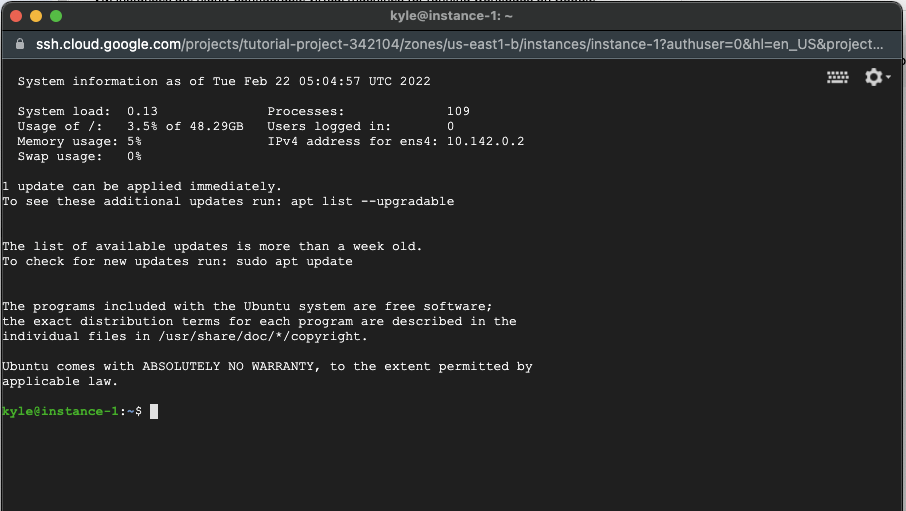 kyle@instance-1: ~
ssh.cloud.google.com/projects/tutorial-project-342104/zones/us-east1-b/instances/instance-1?authuser=0&hl=en_US&project...
System information as of Tue Feb 22 05:04:57 UTC 2022
System load:  0.13              Processes:             109
Usage of /:   3.5% of 48.29GB   Users logged in:       0
Memory usage: 5%                IPv4 address for ens4: 10.142.0.2
Swap usage:   0%
1 update can be applied immediately.
To see these additional updates run: apt list --upgradable
The list of available updates is more than a week old.
To check for new updates run: sudo apt update
The programs included with the Ubuntu system are free software;
the exact distribution terms for each program are described in the
individual files in /usr/share/doc/*/copyright.
Ubuntu comes with ABSOLUTELY NO WARRANTY, to the extent permitted by
applicable law.
kyle@instance-1:~$